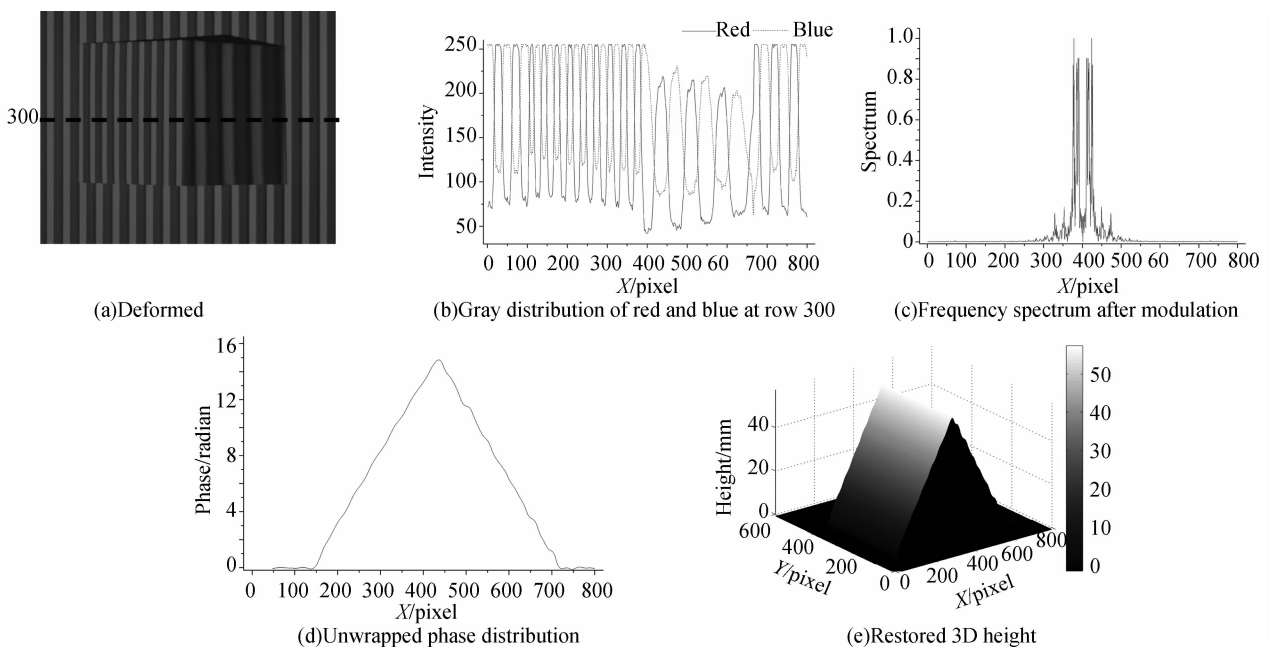 300
(a)Deformed
Red Blue
250
200
150
100
50
Intensity
0 100 200 300 400 500 60 700 800
X/pixel
(b)Gray distribution of red and blue at row 300
1.0
0.8
0.6
0.4
0.2
0
Spectrum
0 100 200 300 400 500 600 700 800
X/pixel
(c)Frequency spectrum after modulation
16
12
8
4
0
Phase/radian
0 100 200 300 400 500 600 700 800
X/pixel
(d)Unwrapped phase distribution
40
20
0
Height/mm
600
400
200
0
Y/pixel
0 200 400 600 800
X/pixel
50
40
30
20
10
0
(e)Restored 3D height